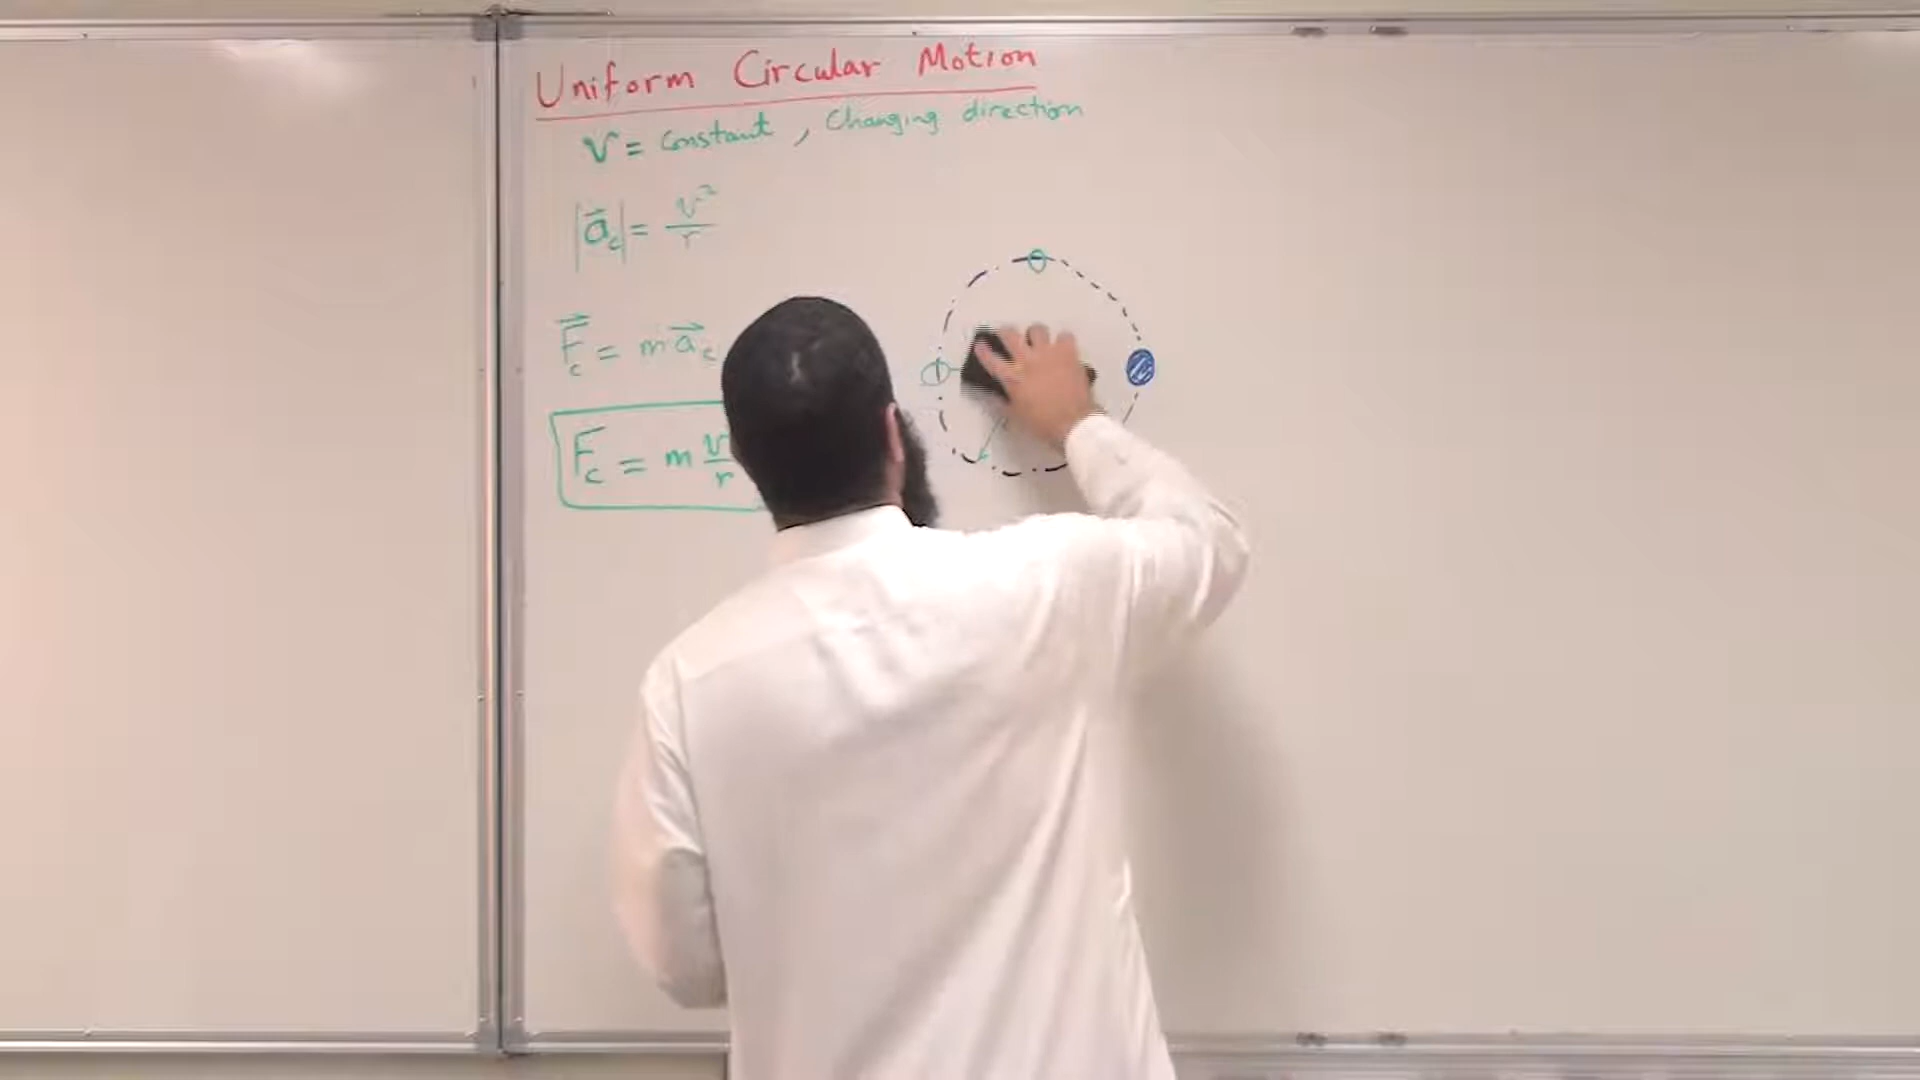 Uniform Circular Motion
V = Constant, Changing direction
|a⃗c| = v²/r
F⃗c = m a⃗c
Fc = m v/r